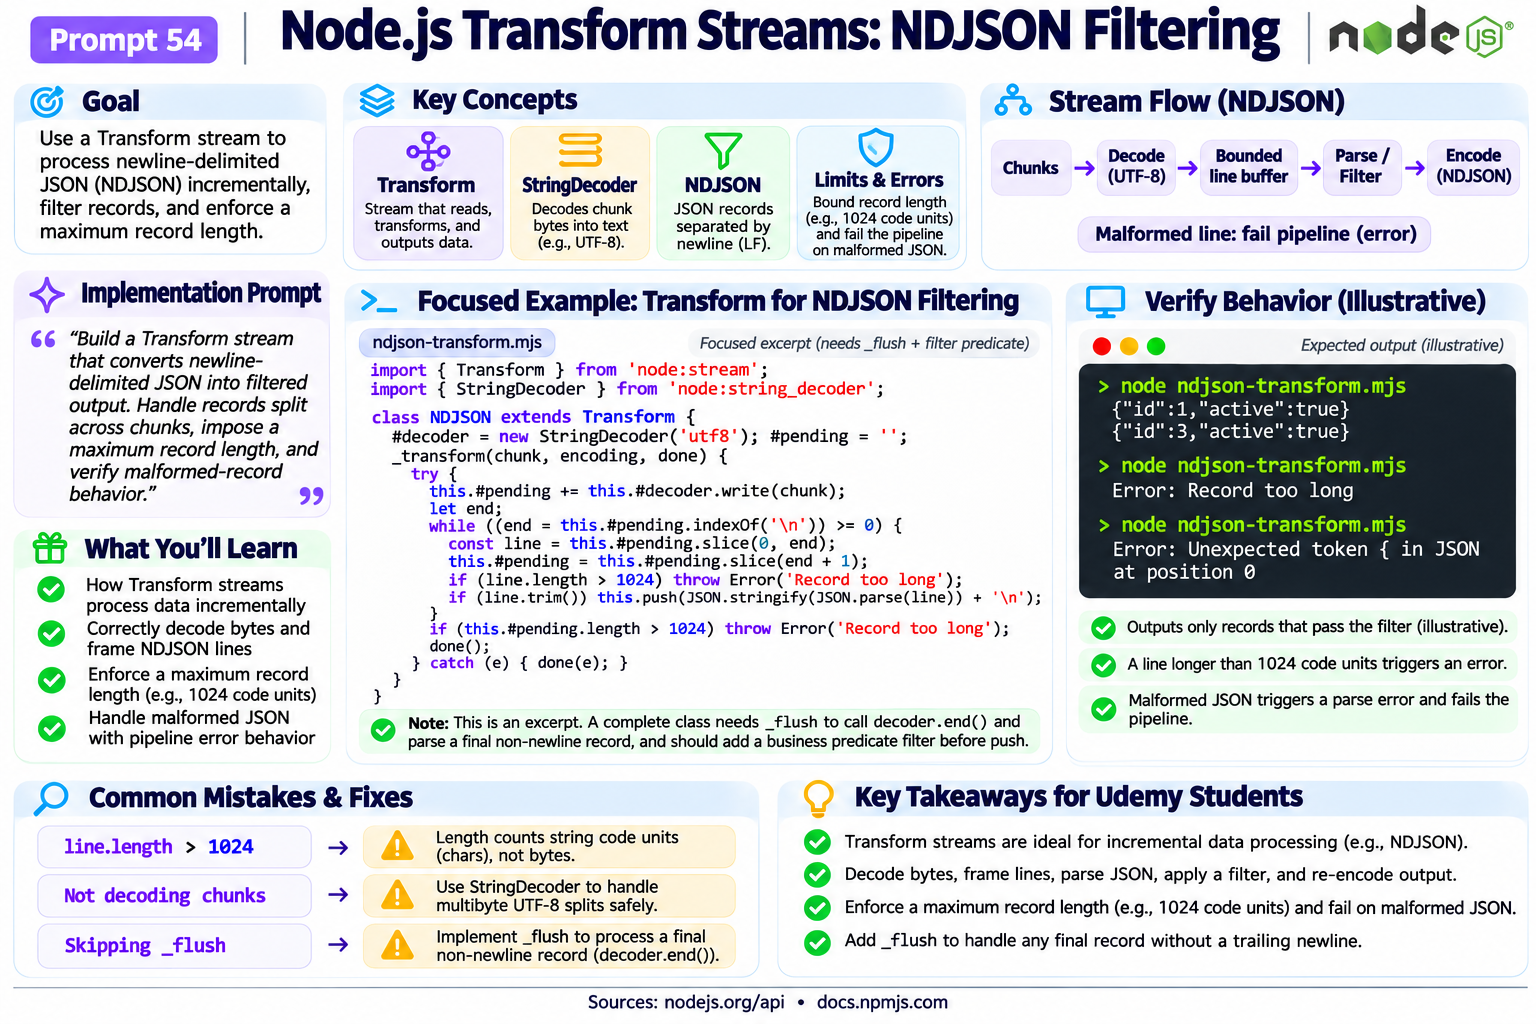 Prompt 54
Node.js Transform Streams: NDJSON Filtering
node JS®
Goal
Use a Transform stream to
process newline-delimited
JSON (NDJSON) incrementally,
filter records, and enforce a
maximum record length.
Key Concepts
Transform
Stream that reads,
transforms, and
outputs data.
StringDecoder
Decodes chunk
bytes into text
(e.g., UTF-8).
NDJSON
JSON records
separated by
newline (LF).
Limits & Errors
Bound record length
(e.g., 1024 code units)
and fail the pipeline
on malformed JSON.
Stream Flow (NDJSON)
Chunks
Decode
(UTF-8)
Bounded
line buffer
Parse /
Filter
Encode
(NDJSON)
Malformed line: fail pipeline (error)
Implementation Prompt
“Build a Transform stream
that converts newline-
delimited JSON into filtered
output. Handle records split
across chunks, impose a
maximum record length, and
verify malformed-record
behavior.”
What You’ll Learn
How Transform streams
process data incrementally
Correctly decode bytes and
frame NDJSON lines
Enforce a maximum record
length (e.g., 1024 code units)
Handle malformed JSON
with pipeline error behavior
Focused Example: Transform for NDJSON Filtering
ndjson-transform.mjs
Focused excerpt (needs _flush + filter predicate)
import { Transform } from 'node:stream';
import { StringDecoder } from 'node:string_decoder';
class NDJSON extends Transform {
#decoder = new StringDecoder('utf8'); #pending = '';
_transform(chunk, encoding, done) {
try {
this.#pending += this.#decoder.write(chunk);
let end;
while ((end = this.#pending.indexOf('\n')) >= 0) {
const line = this.#pending.slice(0, end);
this.#pending = this.#pending.slice(end + 1);
if (line.length > 1024) throw Error('Record too long');
if (line.trim()) this.push(JSON.stringify(JSON.parse(line)) + '\n');
}
if (this.#pending.length > 1024) throw Error('Record too long');
done();
} catch (e) { done(e); }
}
}
Note: This is an excerpt. A complete class needs _flush to call decoder.end() and
parse a final non-newline record, and should add a business predicate filter before push.
Verify Behavior (Illustrative)
Expected output (illustrative)
> node ndjson-transform.mjs
{"id":1,"active":true}
{"id":3,"active":true}
> node ndjson-transform.mjs
Error: Record too long
> node ndjson-transform.mjs
Error: Unexpected token { in JSON
at position 0
Outputs only records that pass the filter (illustrative).
A line longer than 1024 code units triggers an error.
Malformed JSON triggers a parse error and fails the
pipeline.
Common Mistakes & Fixes
line.length > 1024
Length counts string code units
(chars), not bytes.
Not decoding chunks
Use StringDecoder to handle
multibyte UTF-8 splits safely.
Skipping _flush
Implement _flush to process a final
non-newline record (decoder.end()).
Key Takeaways for Udemy Students
Transform streams are ideal for incremental data processing (e.g., NDJSON).
Decode bytes, frame lines, parse JSON, apply a filter, and re-encode output.
Enforce a maximum record length (e.g., 1024 code units) and fail on malformed JSON.
Add _flush to handle any final record without a trailing newline.
Sources: nodejs.org/api • docs.npmjs.com